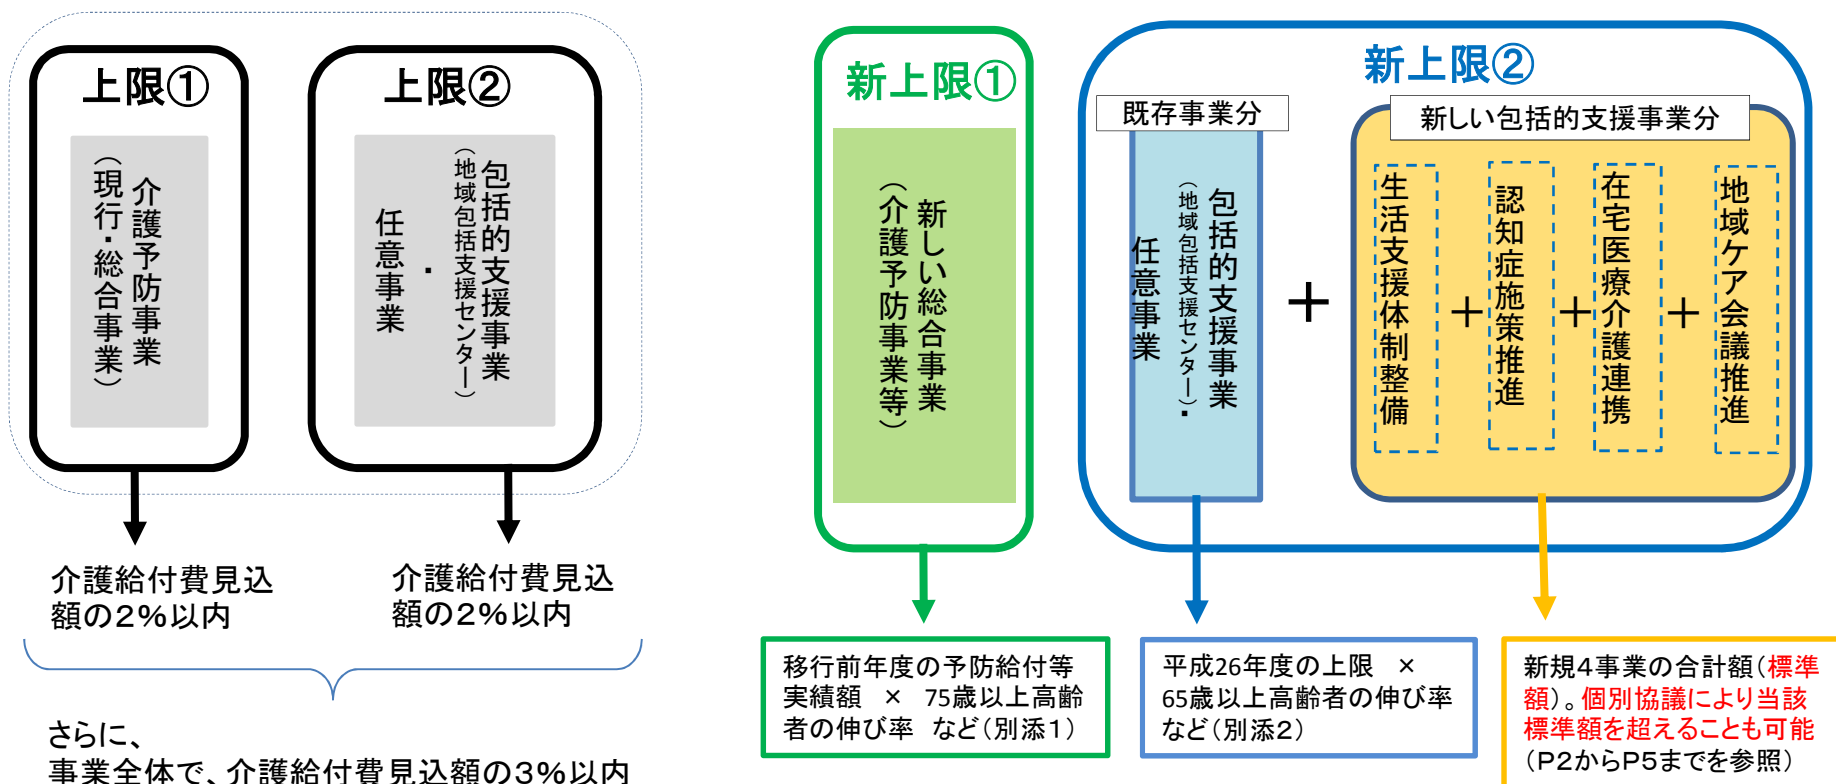 上限①
介護予防事業
(現行・総合事業)
上限②
包括的支援事業
(地域包括支援センター)
・
任意事業
介護給付費見込
額の2%以内
介護給付費見込
額の2%以内
さらに、
事業全体で、介護給付費見込額の3%以内
新上限①
新しい総合事業
(介護予防事業等)
新上限②
既存事業分
包括的支援事業
(地域包括支援センター)・
任意事業
+
新しい包括的支援事業分
生活支援体制整備
+
認知症施策推進
+
在宅医療介護連携
+
地域ケア会議推進
移行前年度の予防給付等
実績額 × 75歳以上高齢
者の伸び率 など(別添1)
平成26年度の上限 ×
65歳以上高齢者の伸び率
など(別添2)
新規4事業の合計額(標準
額)。個別協議により当該
標準額を超えることも可能
(P2からP5までを参照)